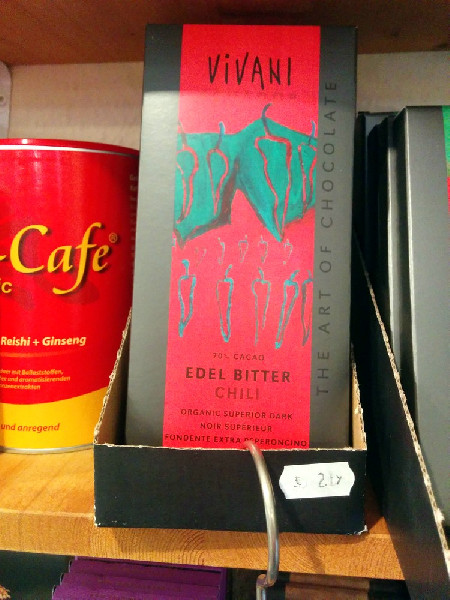 ViVANI
THE ART OF CHOCOLATE
70% CACAO
EDEL BITTER
CHILI
ORGANIC SUPERIOR DARK
NOIR SUPÉRIEUR
FONDENTE EXTRA PEPERONCINO
-Cafe®
Reishi + Ginseng
und anregend